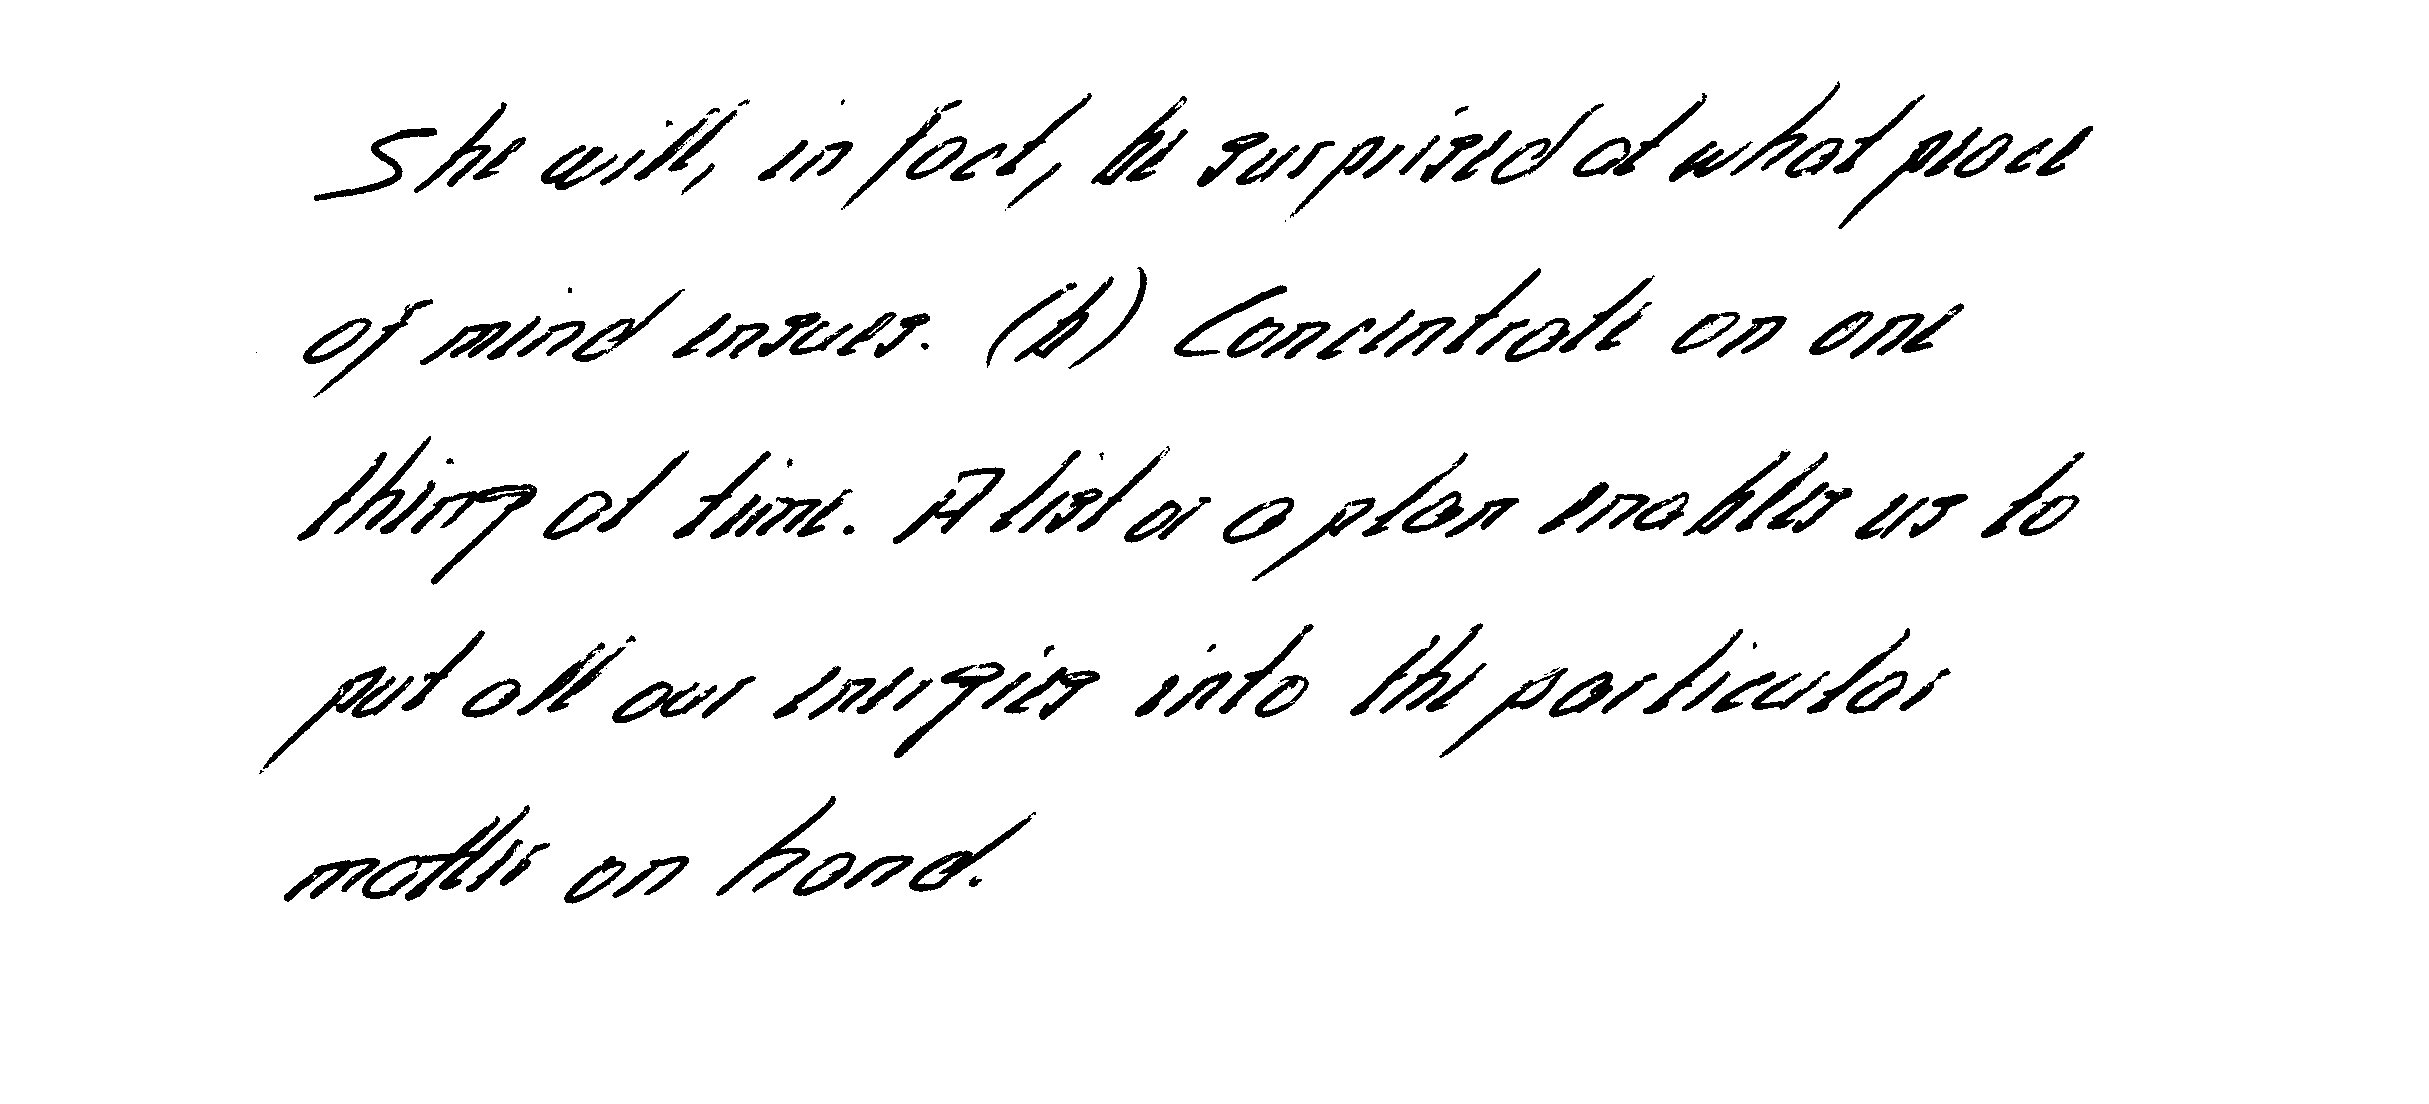 She will, in fact, be surprised at what peace
of mind ensues. (b) Concentrate on one
thing at time. A list or a plan enables us to
put all our energies into the particular
matter on hand.